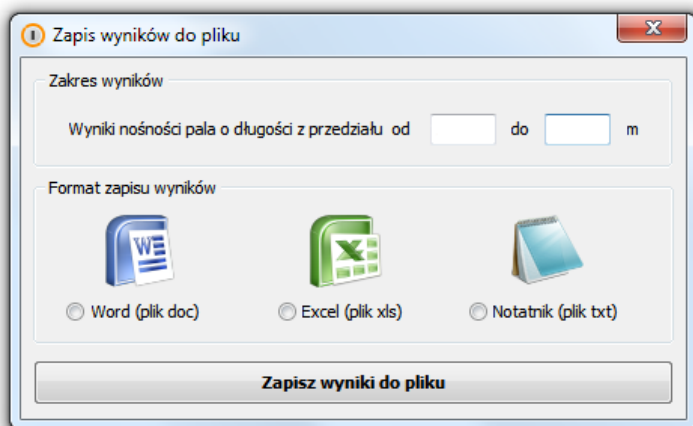 Zapis wyników do pliku
Zakres wyników
Wyniki nośności pala o długości z przedziału od do m
Format zapisu wyników
Word (plik doc) Excel (plik xls) Notatnik (plik txt)
Zapisz wyniki do pliku